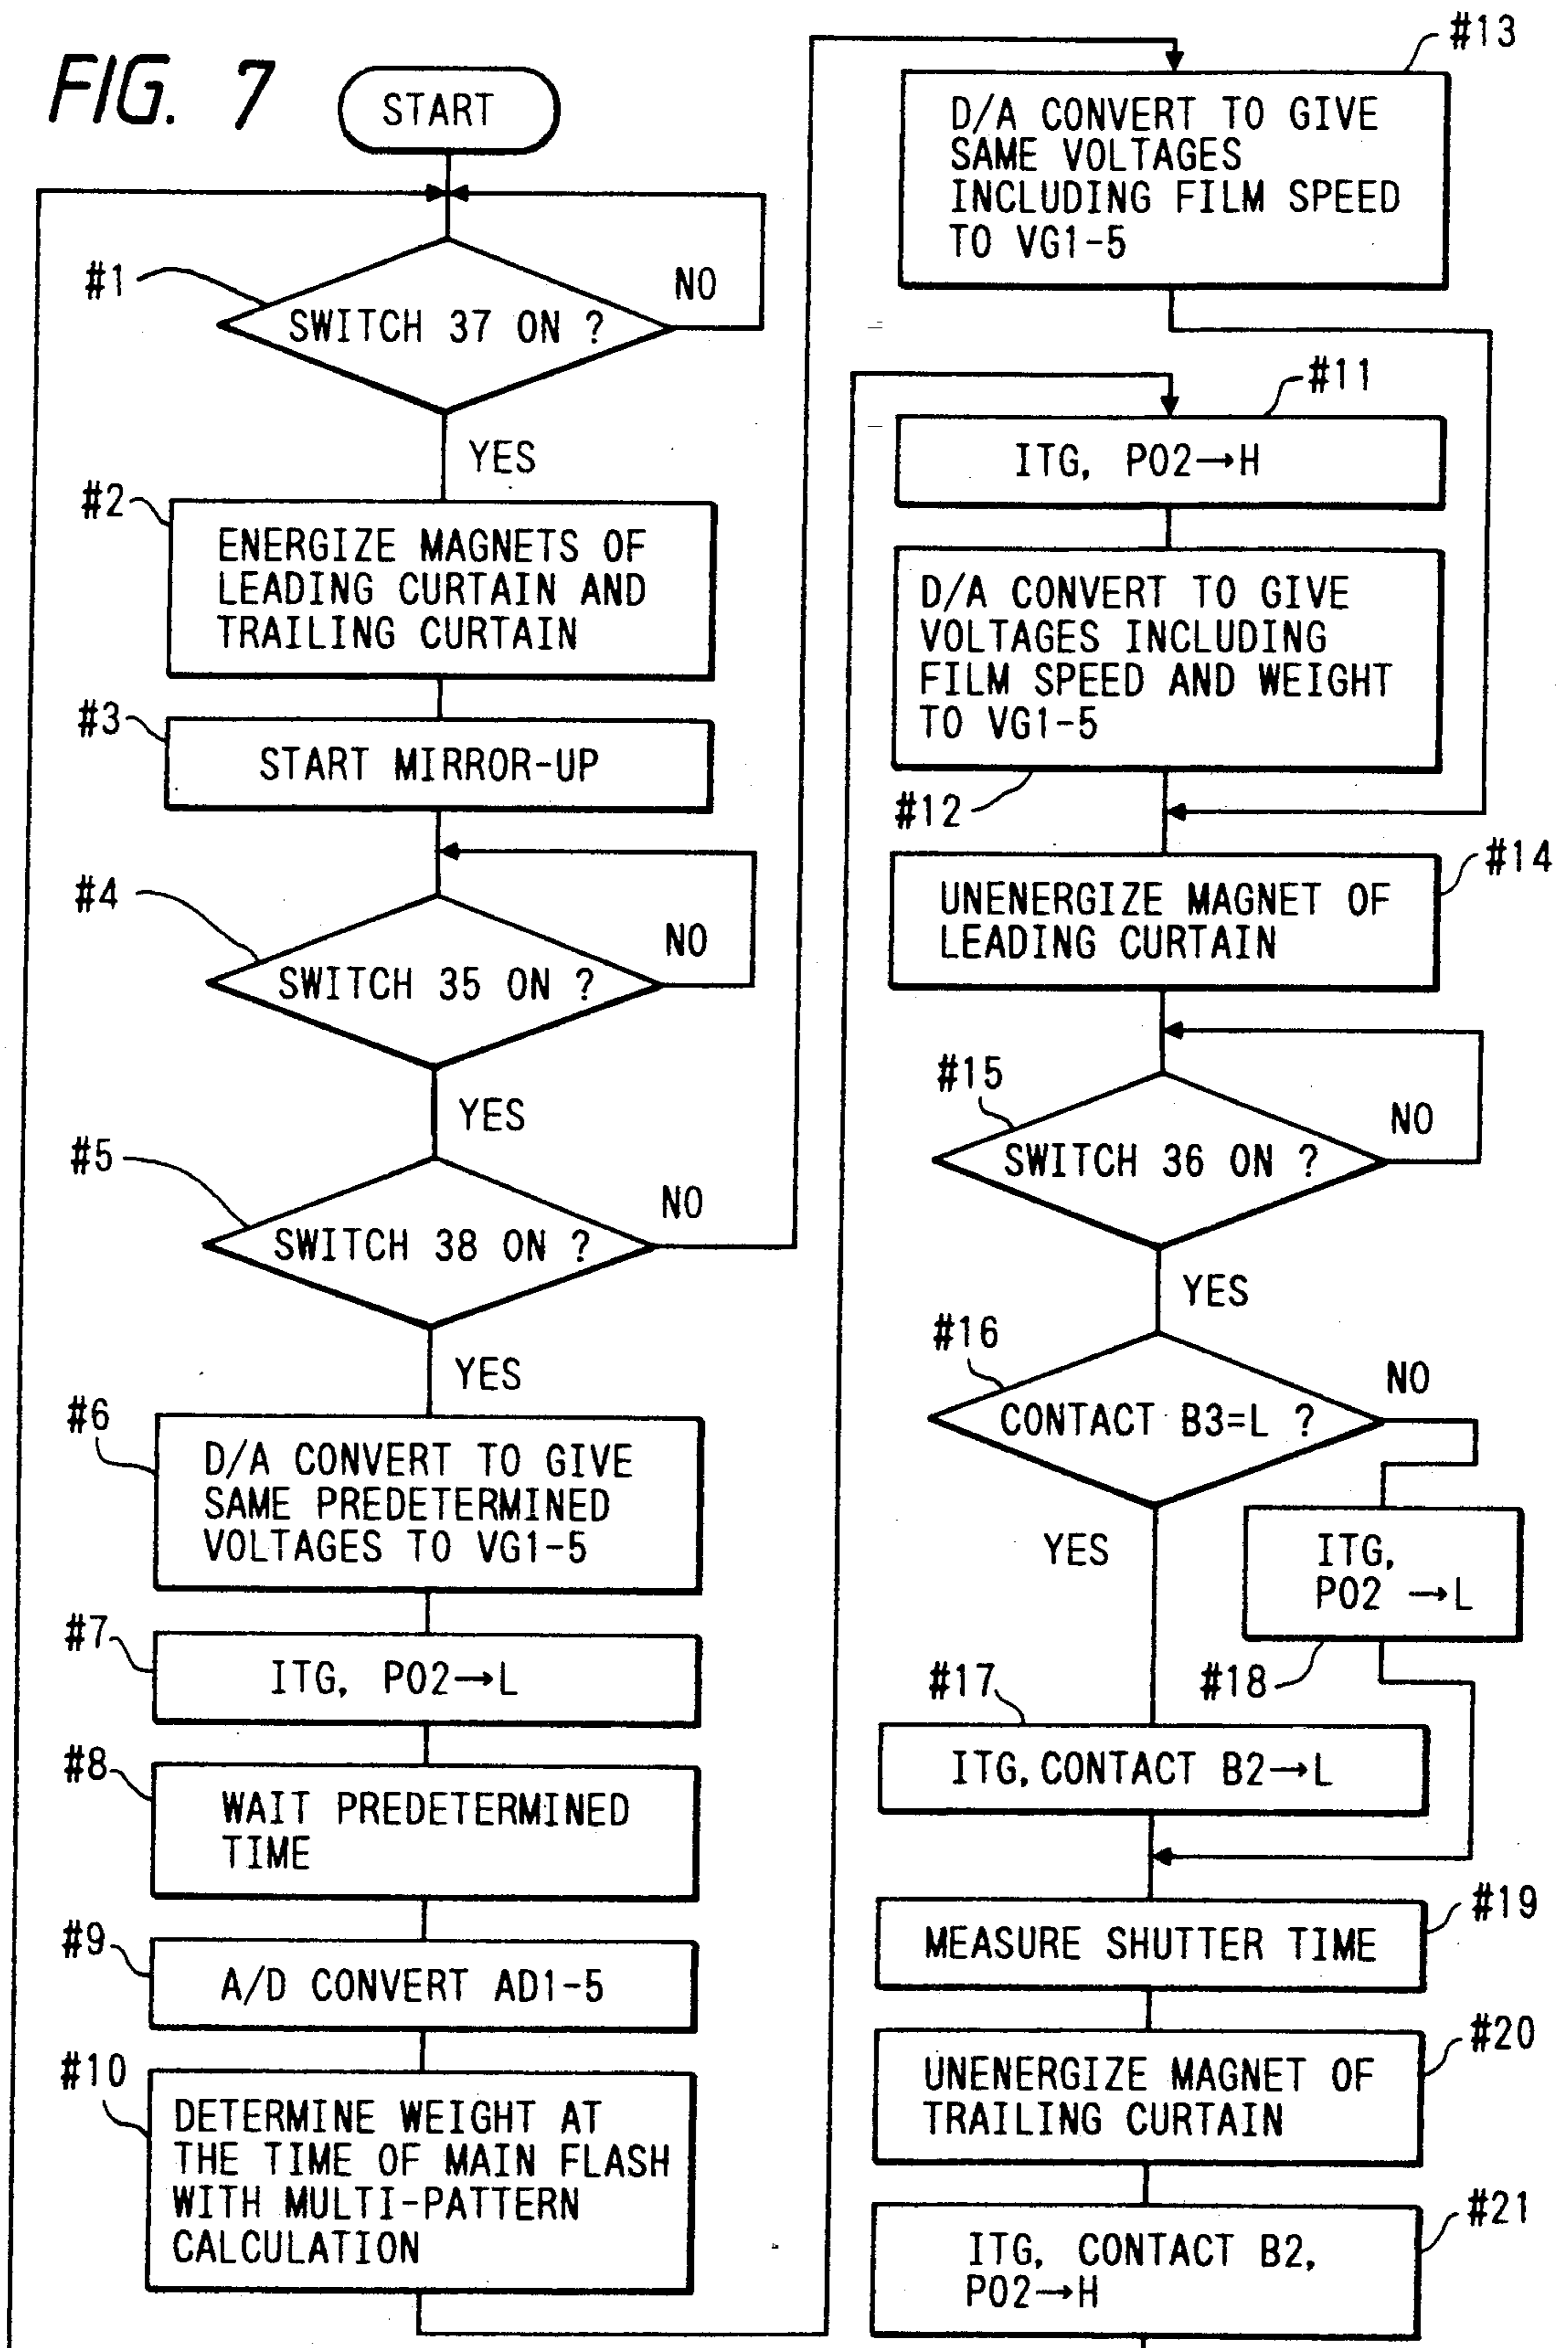 FIG. 7
START
#1
SWITCH 37 ON ?
NO
YES
#2
ENERGIZE MAGNETS OF
LEADING CURTAIN AND
TRAILING CURTAIN
#3
START MIRROR-UP
#4
SWITCH 35 ON ?
NO
YES
#5
SWITCH 38 ON ?
NO
YES
#6
D/A CONVERT TO GIVE
SAME PREDETERMINED
VOLTAGES TO VG1-5
#7
ITG, P02→L
#8
WAIT PREDETERMINED
TIME
#9
A/D CONVERT AD1-5
#10
DETERMINE WEIGHT AT
THE TIME OF MAIN FLASH
WITH MULTI-PATTERN
CALCULATION
#13
D/A CONVERT TO GIVE
SAME VOLTAGES
INCLUDING FILM SPEED
TO VG1-5
#11
ITG, P02→H
D/A CONVERT TO GIVE
VOLTAGES INCLUDING
FILM SPEED AND WEIGHT
TO VG1-5
#12
#14
UNENERGIZE MAGNET OF
LEADING CURTAIN
#15
SWITCH 36 ON ?
NO
YES
#16
CONTACT B3=L ?
NO
YES
ITG,
P02 →L
#18
#17
ITG, CONTACT B2→L
#19
MEASURE SHUTTER TIME
#20
UNENERGIZE MAGNET OF
TRAILING CURTAIN
#21
ITG, CONTACT B2,
P02→H